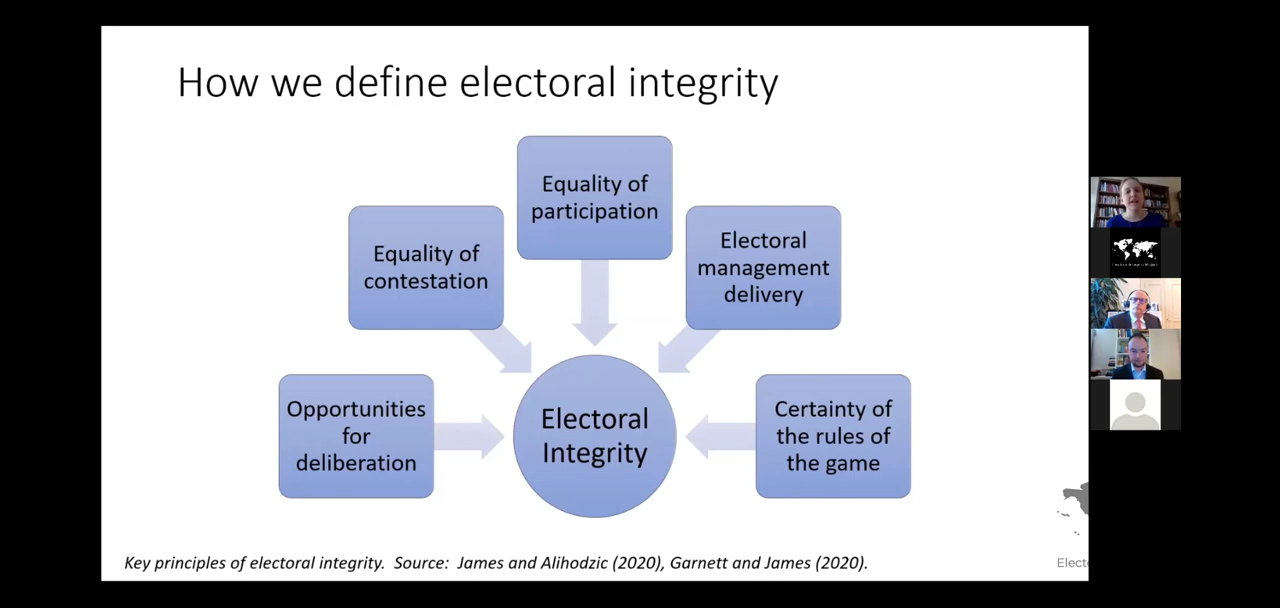 How we define electoral integrity
Equality of
participation
Equality of
contestation
Electoral
management
delivery
Opportunities
for
deliberation
Electoral
Integrity
Certainty of
the rules of
the game
Key principles of electoral integrity. Source: James and Alihodzic (2020), Garnett and James (2020).